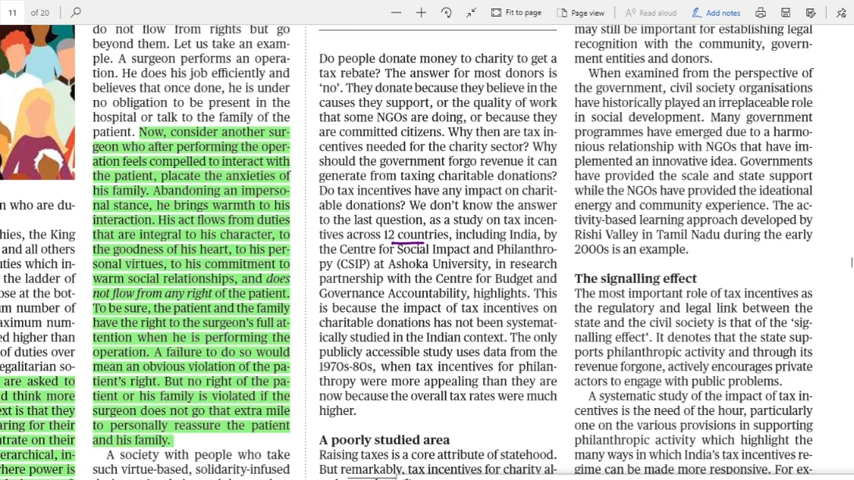 11 of 20
Fit to page
Page view
Read aloud
Add notes
n who are du-
hies, the King
and all others
uties which in-
the ladder of
ose at the bot-
um number of
aximum num-
ed higher than
of duties over
egalitarian so-
are asked to
nd think more
ext is that they
aring for their
trate on their
erarchical, in-
where power is
do not flow from rights but go
beyond them. Let us take an exam-
ple. A surgeon performs an opera-
tion. He does his job efficiently and
believes that once done, he is under
no obligation to be present in the
hospital or talk to the family of the
patient. Now, consider another sur-
geon who after performing the oper-
ation feels compelled to interact with
the patient, placate the anxieties of
his family. Abandoning an imperso-
nal stance, he brings warmth to his
interaction. His act flows from duties
that are integral to his character, to
the goodness of his heart, to his per-
sonal virtues, to his commitment to
warm social relationships, and does
not flow from any right of the patient.
To be sure, the patient and the family
have the right to the surgeon's full at-
tention when he is performing the
operation. A failure to do so would
mean an obvious violation of the pa-
tient's right. But no right of the pa-
tient or his family is violated if the
surgeon does not go that extra mile
to personally reassure the patient
and his family.
A society with people who take
such virtue-based, solidarity-infused
Do people donate money to charity to get a
tax rebate? The answer for most donors is
'no'. They donate because they believe in the
causes they support, or the quality of work
that some NGOs are doing, or because they
are committed citizens. Why then are tax in-
centives needed for the charity sector? Why
should the government forgo revenue it can
generate from taxing charitable donations?
Do tax incentives have any impact on charit-
able donations? We don't know the answer
to the last question, as a study on tax incen-
tives across 12 countries, including India, by
the Centre for Social Impact and Philanthro-
py (CSIP) at Ashoka University, in research
partnership with the Centre for Budget and
Governance Accountability, highlights. This
is because the impact of tax incentives on
charitable donations has not been systemat-
ically studied in the Indian context. The only
publicly accessible study uses data from the
1970s-80s, when tax incentives for philan-
thropy were more appealing than they are
now because the overall tax rates were much
higher.
A poorly studied area
Raising taxes is a core attribute of statehood.
But remarkably, tax incentives for charity al-
may still be important for establishing legal
recognition with the community, govern-
ment entities and donors.
When examined from the perspective of
the government, civil society organisations
have historically played an irreplaceable role
in social development. Many government
programmes have emerged due to a harmo-
nious relationship with NGOs that have im-
plemented an innovative idea. Governments
have provided the scale and state support
while the NGOs have provided the ideational
energy and community experience. The ac-
tivity-based learning approach developed by
Rishi Valley in Tamil Nadu during the early
2000s is an example.
The signalling effect
The most important role of tax incentives as
the regulatory and legal link between the
state and the civil society is that of the 'sig-
nalling effect'. It denotes that the state sup-
ports philanthropic activity and through its
revenue forgone, actively encourages private
actors to engage with public problems.
A systematic study of the impact of tax in-
centives is the need of the hour, particularly
one on the various provisions in supporting
philanthropic activity which highlight the
many ways in which India's tax incentives re-
gime can be made more responsive. For ex-